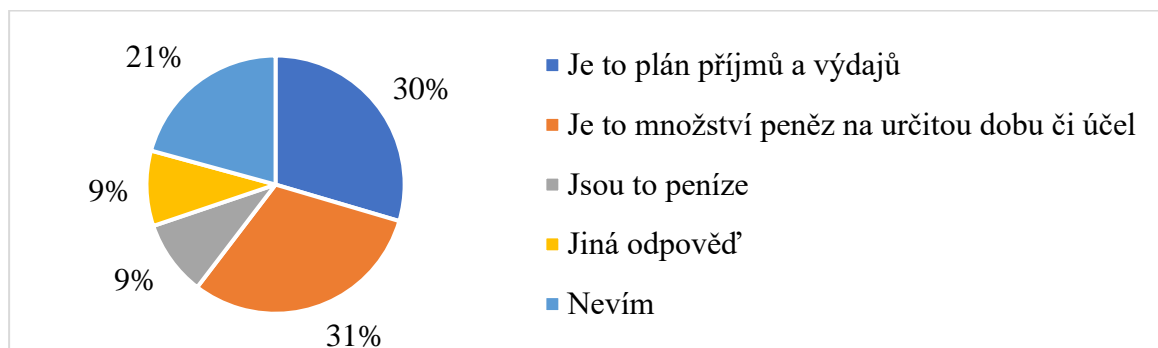 21%
30%
9%
9%
31%
Je to plán příjmů a výdajů
Je to množství peněz na určitou dobu či účel
Jsou to peníze
Jiná odpověď
Nevím